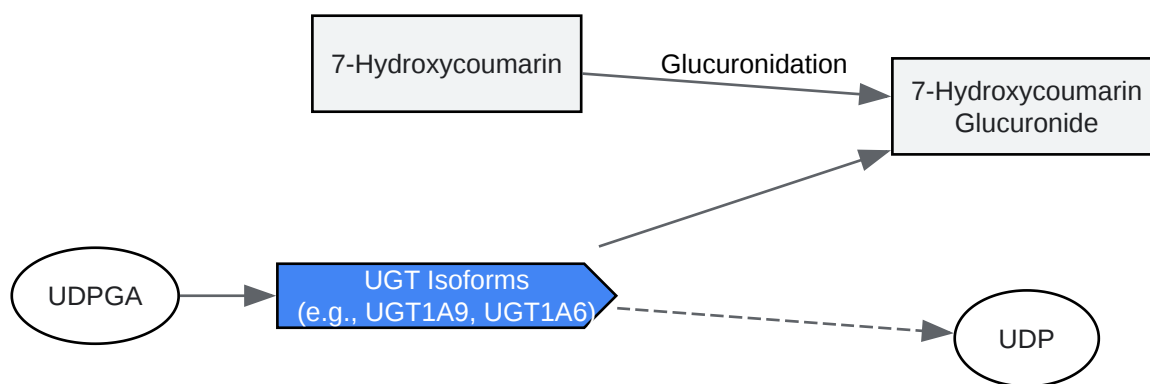 7-Hydroxycoumarin
Glucuronidation
7-Hydroxycoumarin
Glucuronide
UDPGA
UGT Isoforms
(e.g., UGT1A9, UGT1A6)
UDP